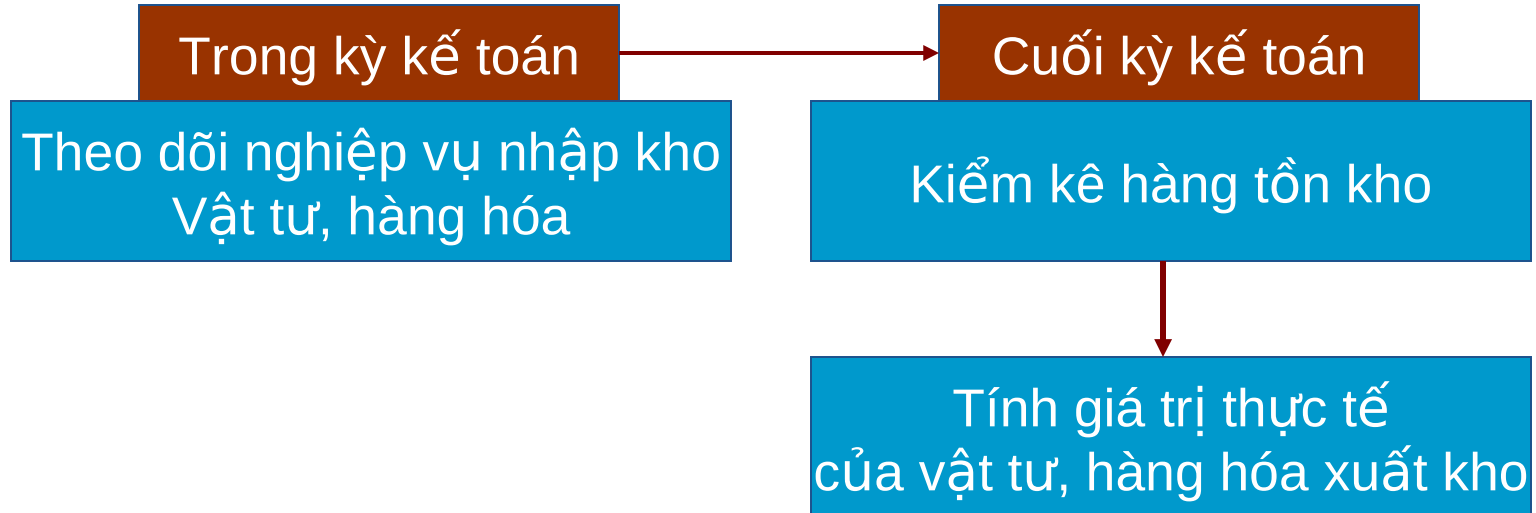 Trong kỳ kế toán
Theo dõi nghiệp vụ nhập kho
Vật tư, hàng hóa
Cuối kỳ kế toán
Kiểm kê hàng tồn kho
Tính giá trị thực tế
của vật tư, hàng hóa xuất kho